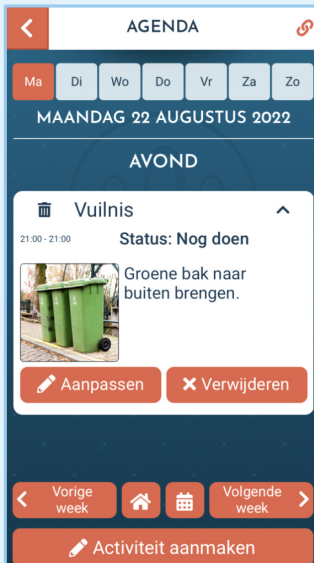 AGENDA
Ma Di Wo Do Vr Za Zo
MAANDAG 22 AUGUSTUS 2022
AVOND
Vuilnis
21:00 - 21:00 Status: Nog doen
Groene bak naar
buiten brengen.
Aanpassen Verwijderen
Vorige
week
Volgende
week
Activiteit aanmaken